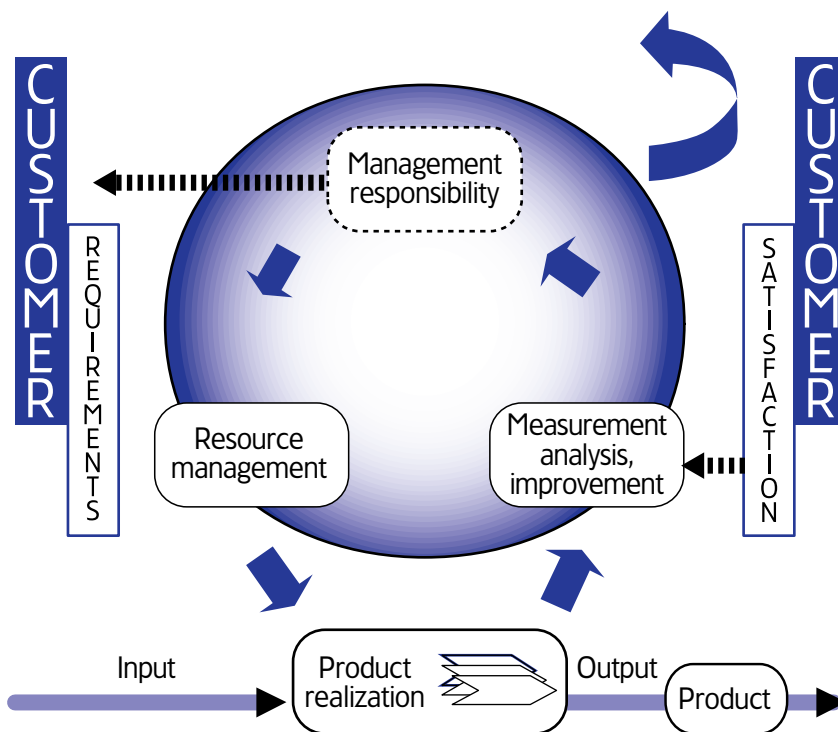 CUSTOMER
REQUIREMENTS
Management
responsibility
CUSTOMER
SATISFACTION
Resource
management
Measurement
analysis,
improvement
Input
Product
realization
Output
Product